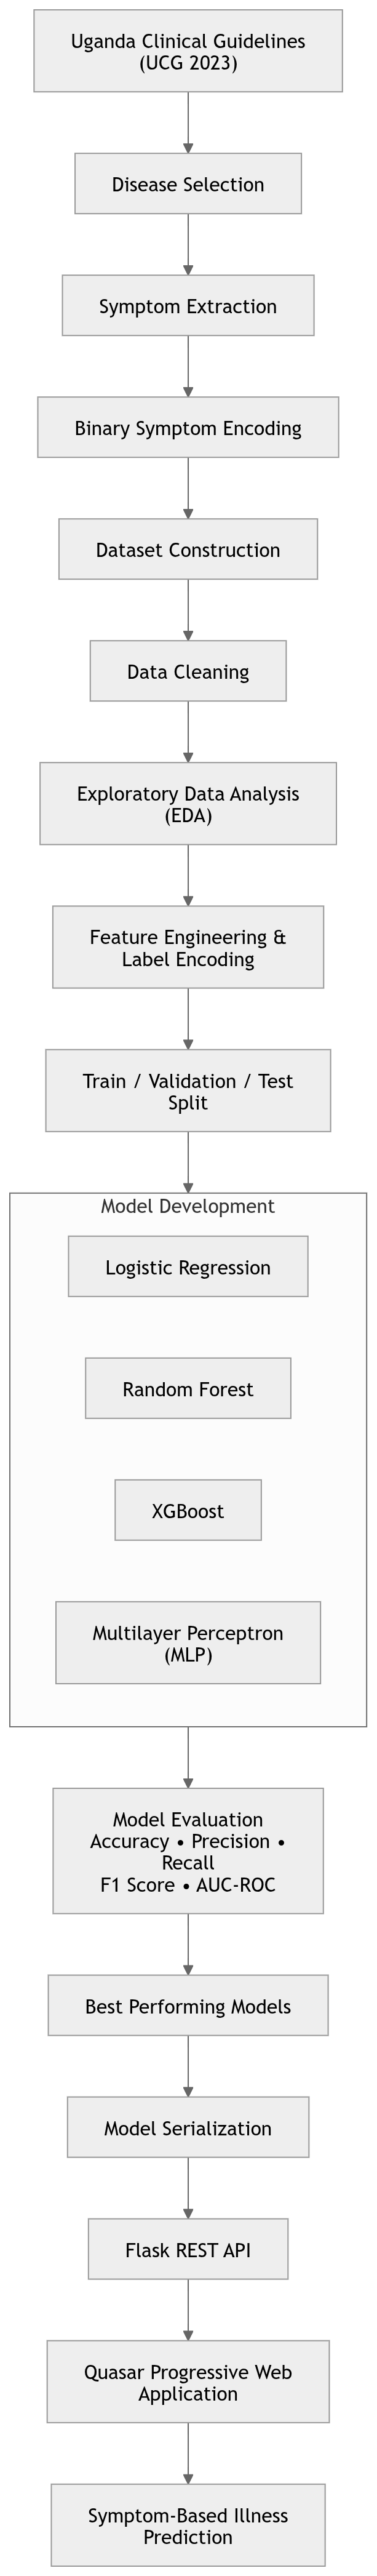 Uganda Clinical Guidelines
(UCG 2023)
Disease Selection
Symptom Extraction
Binary Symptom Encoding
Dataset Construction
Data Cleaning
Exploratory Data Analysis
(EDA)
Feature Engineering &
Label Encoding
Train / Validation / Test
Split
Model Development
Logistic Regression
Random Forest
XGBoost
Multilayer Perceptron
(MLP)
Model Evaluation
Accuracy • Precision •
Recall
F1 Score • AUC-ROC
Best Performing Models
Model Serialization
Flask REST API
Quasar Progressive Web
Application
Symptom-Based Illness
Prediction